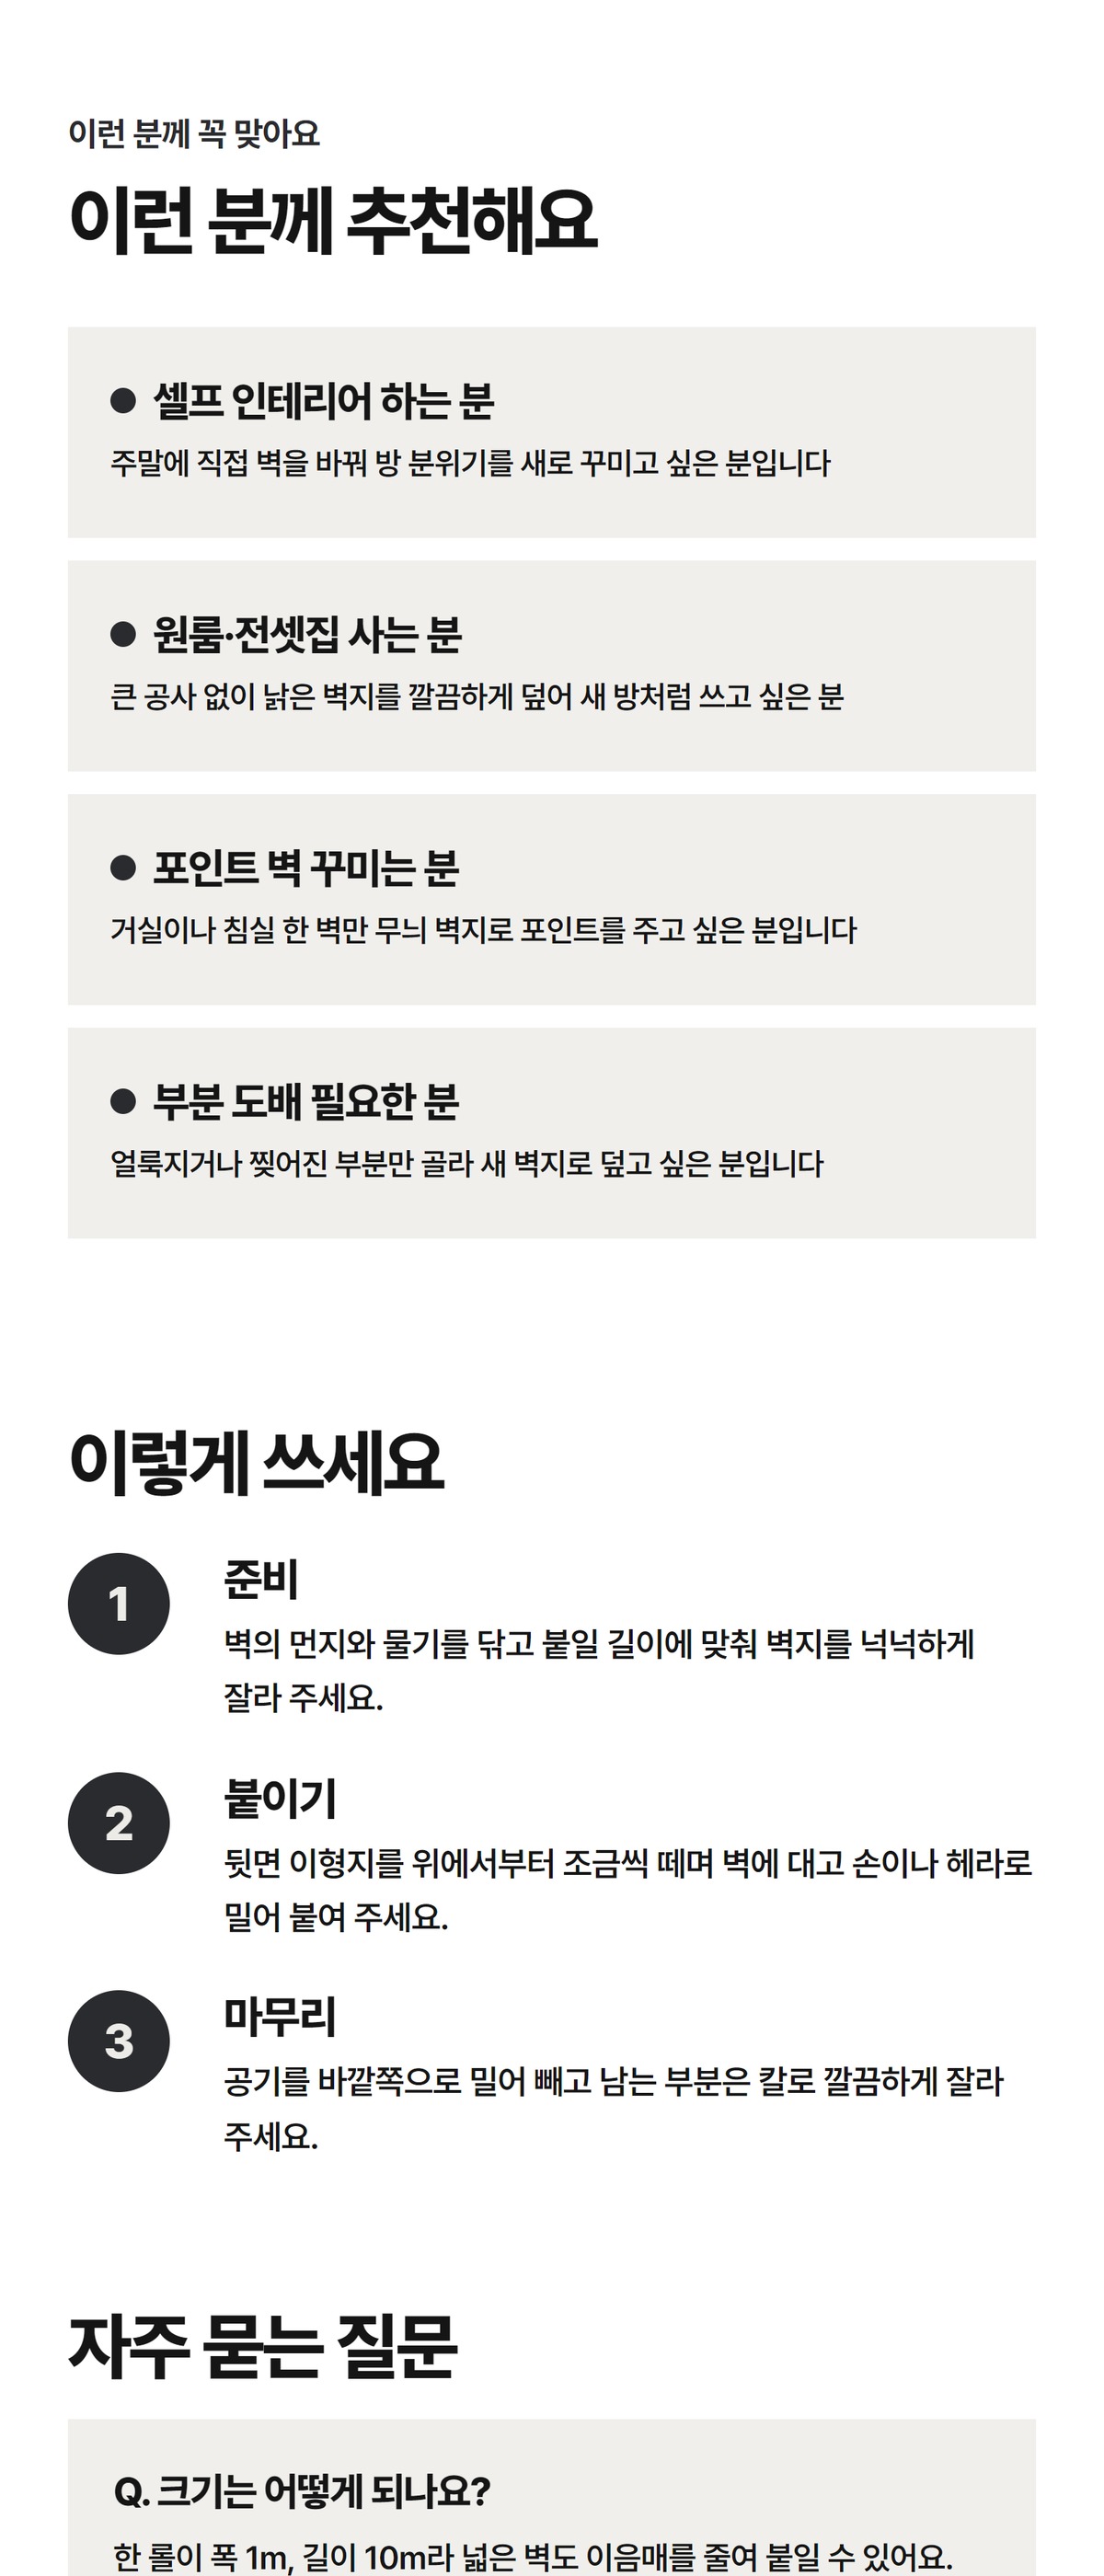 이런 분께 꼭 맞아요
이런 분께 추천해요
셀프 인테리어 하는 분
주말에 직접 벽을 바꿔 방 분위기를 새로 꾸미고 싶은 분입니다
원룸·전셋집 사는 분
큰 공사 없이 낡은 벽지를 깔끔하게 덮어 새 방처럼 쓰고 싶은 분
포인트 벽 꾸미는 분
거실이나 침실 한 벽만 무늬 벽지로 포인트를 주고 싶은 분입니다
부분 도배 필요한 분
얼룩지거나 찢어진 부분만 골라 새 벽지로 덮고 싶은 분입니다
이렇게 쓰세요
1
준비
벽의 먼지와 물기를 닦고 붙일 길이에 맞춰 벽지를 넉넉하게
잘라 주세요.
2
붙이기
뒷면 이형지를 위에서부터 조금씩 떼며 벽에 대고 손이나 헤라로
밀어 붙여 주세요.
3
마무리
공기를 바깥쪽으로 밀어 빼고 남는 부분은 칼로 깔끔하게 잘라
주세요.
자주 묻는 질문
Q. 크기는 어떻게 되나요?
한 롤이 폭 1m, 길이 10m라 넓은 벽도 이음매를 줄여 붙일 수 있어요.